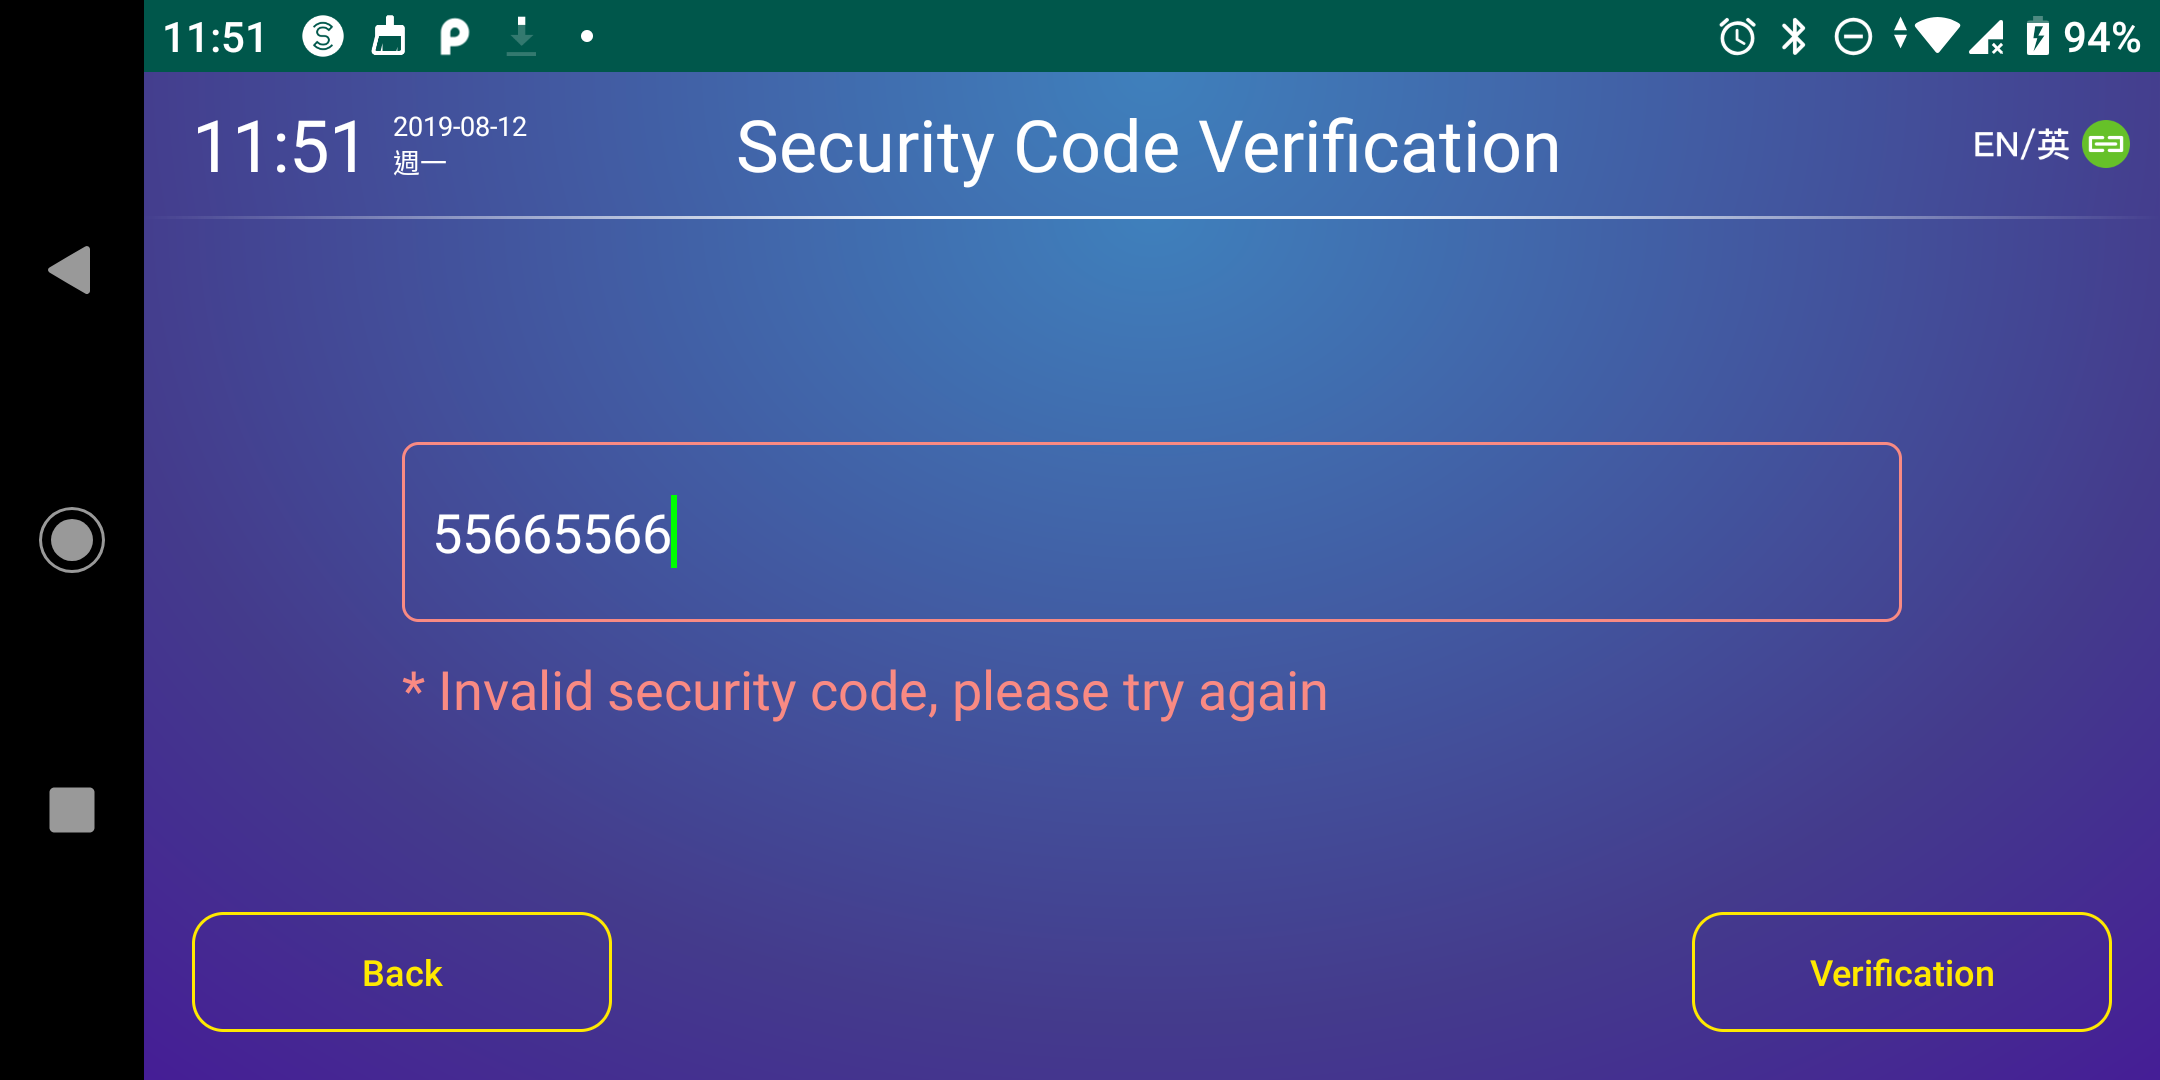 11:51
94%
11:51
2019-08-12
週一
Security Code Verification
EN/英
55665566
* Invalid security code, please try again
Back
Verification